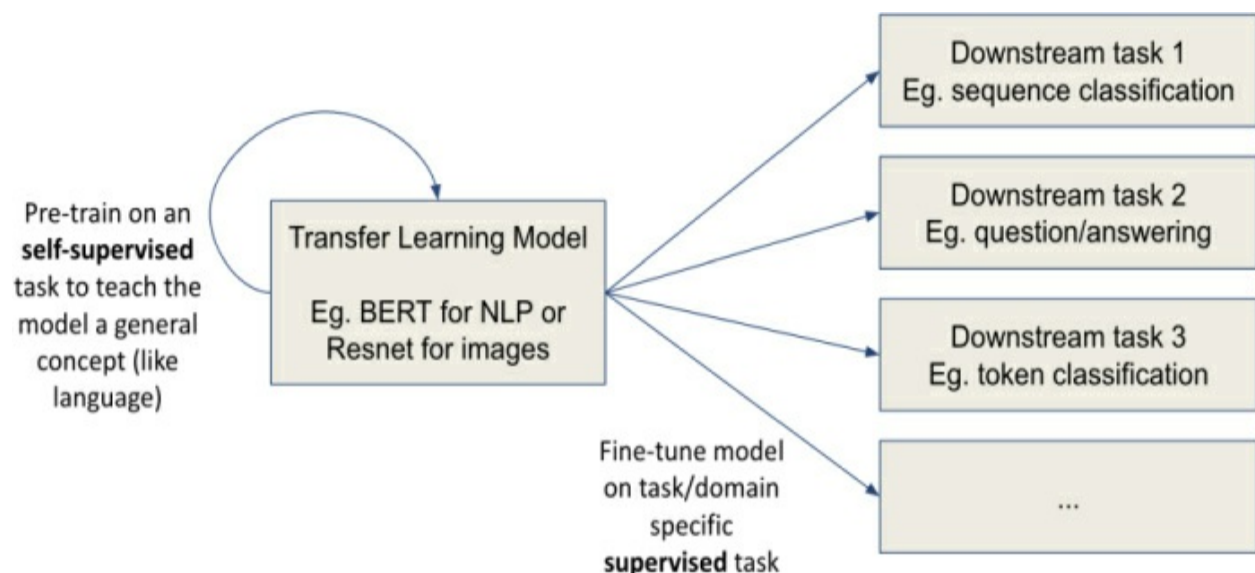 Pre-train on an
self-supervised
task to teach the
model a general
concept (like
language)
Transfer Learning Model
Eg. BERT for NLP or
Resnet for images
Fine-tune model
on task/domain
specific
supervised task
Downstream task 1
Eg. sequence classification
Downstream task 2
Eg. question/answering
Downstream task 3
Eg. token classification
...